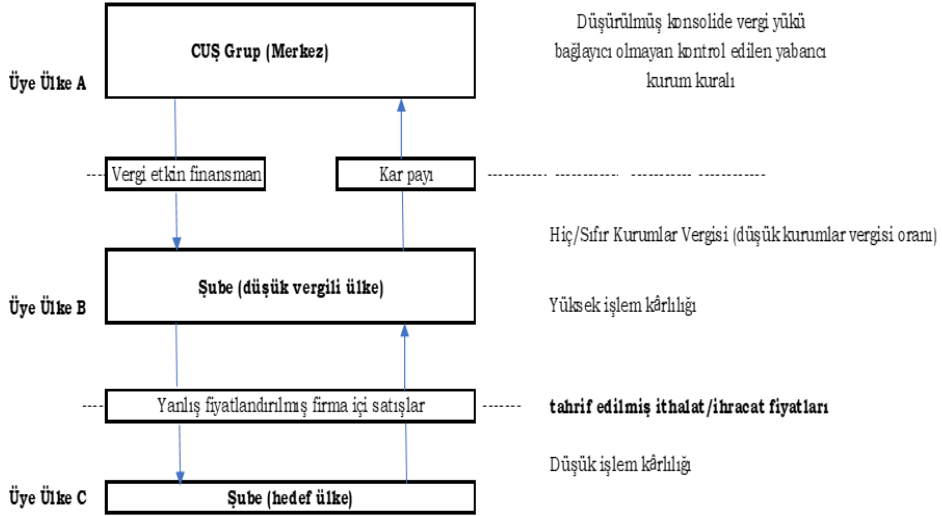 CUŞ Grup (Merkez)
Düşürülmüş konsolide vergi yükü
bağlayıcı olmayan kontrol edilen yabancı
kurum kuralı
Üye Ülke A
Vergi etkin finansman
Kar payı
Hiç/Sıfır Kurumlar Vergisi (düşük kurumlar vergisi oranı)
Şube (düşük vergili ülke)
Üye Ülke B
Yüksek işlem kârlılığı
Yanlış fiyatlandırılmış firma içi satışlar
tahrif edilmiş ithalat/ihracat fiyatları
Düşük işlem kârlılığı
Üye Ülke C
Şube (hedef ülke)